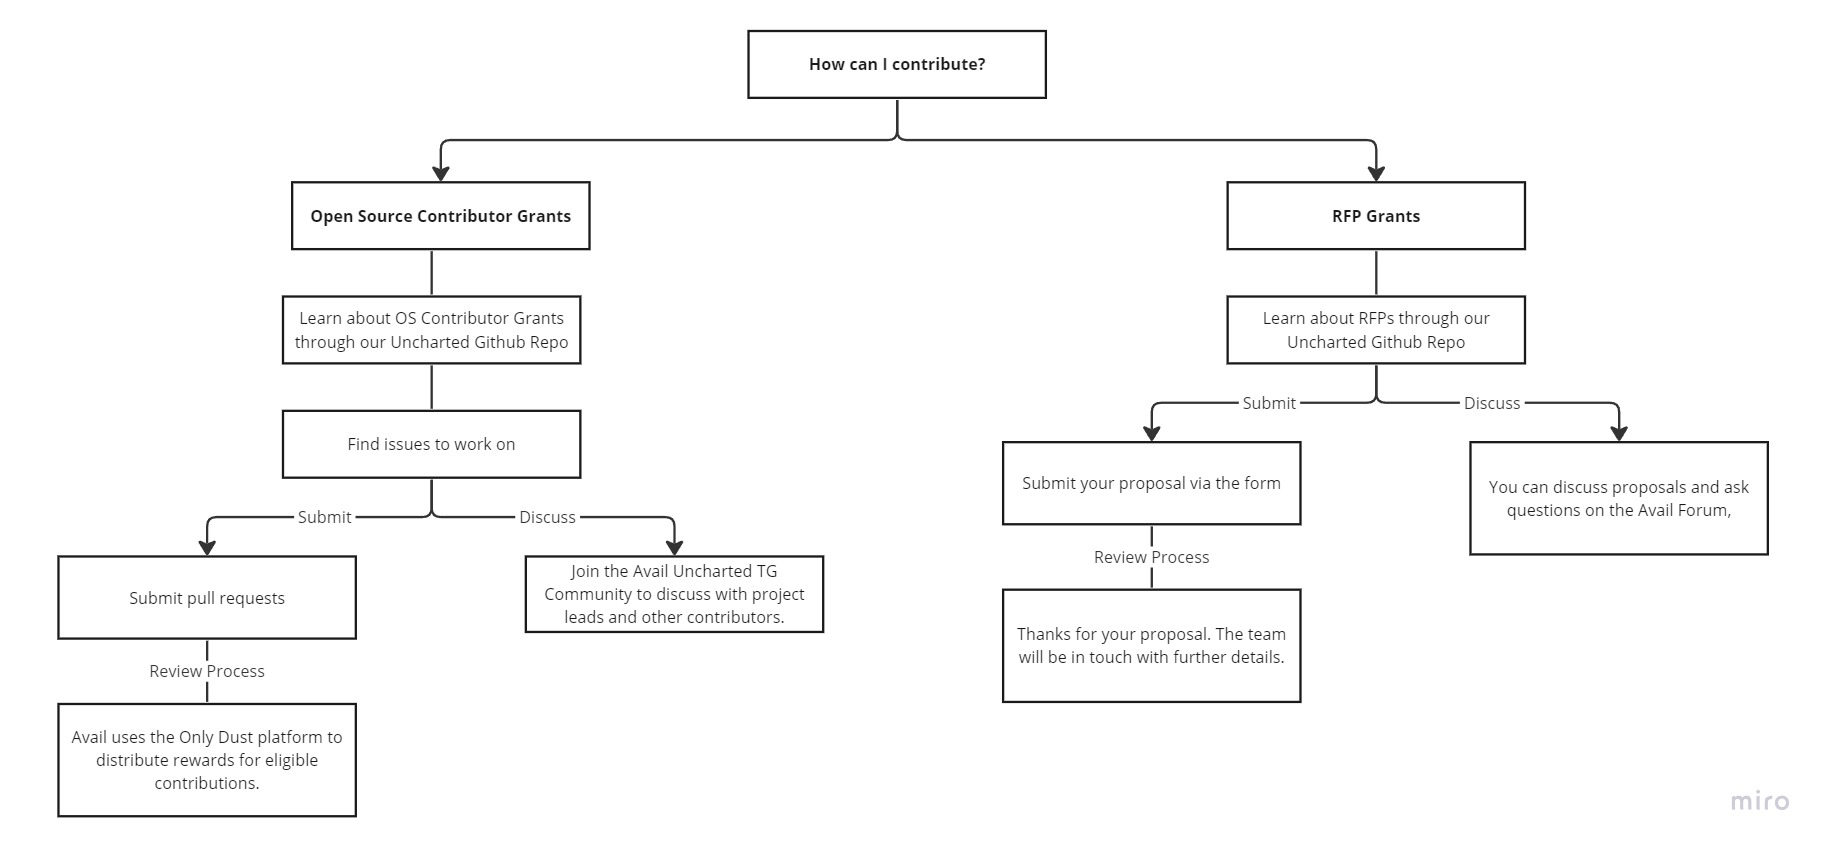 How can I contribute?
Open Source Contributor Grants
RFP Grants
Learn about OS Contributor Grants
through our Uncharted Github Repo
Learn about RFPs through our
Uncharted Github Repo
Submit
Discuss
Find issues to work on
Submit your proposal via the form
You can discuss proposals and ask
questions on the Avail Forum,
Submit
Discuss
Review Process
Submit pull requests
Join the Avail Uncharted TG
Community to discuss with project
leads and other contributors.
Thanks for your proposal. The team
will be in touch with further details.
Review Process
Avail uses the Only Dust platform to
distribute rewards for eligible
contributions.
miro